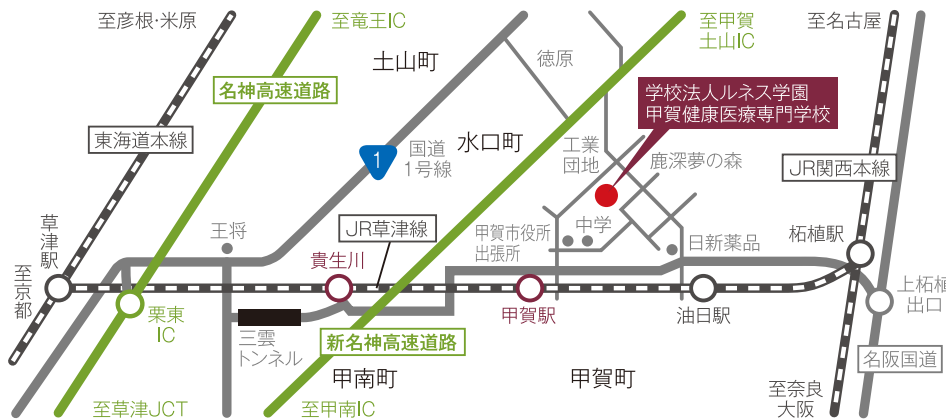 至彦根・米原
至竜王IC
土山町
至甲賀
土山IC
至名古屋
徳原
名神高速道路
学校法人ルネス学園
甲賀健康医療専門学校
東海道本線
1
国道
1号線
水口町
工業
団地
鹿深夢の森
JR関西本線
草津駅
王将
JR草津線
甲賀市役所
出張所
中学
日新薬品
柘植駅
至京都
貴生川
栗東
IC
三雲
トンネル
新名神高速道路
甲賀駅
油日駅
上柘植
出口
名阪国道
甲南町
甲賀町
至草津JCT
至甲南IC
至奈良
大阪